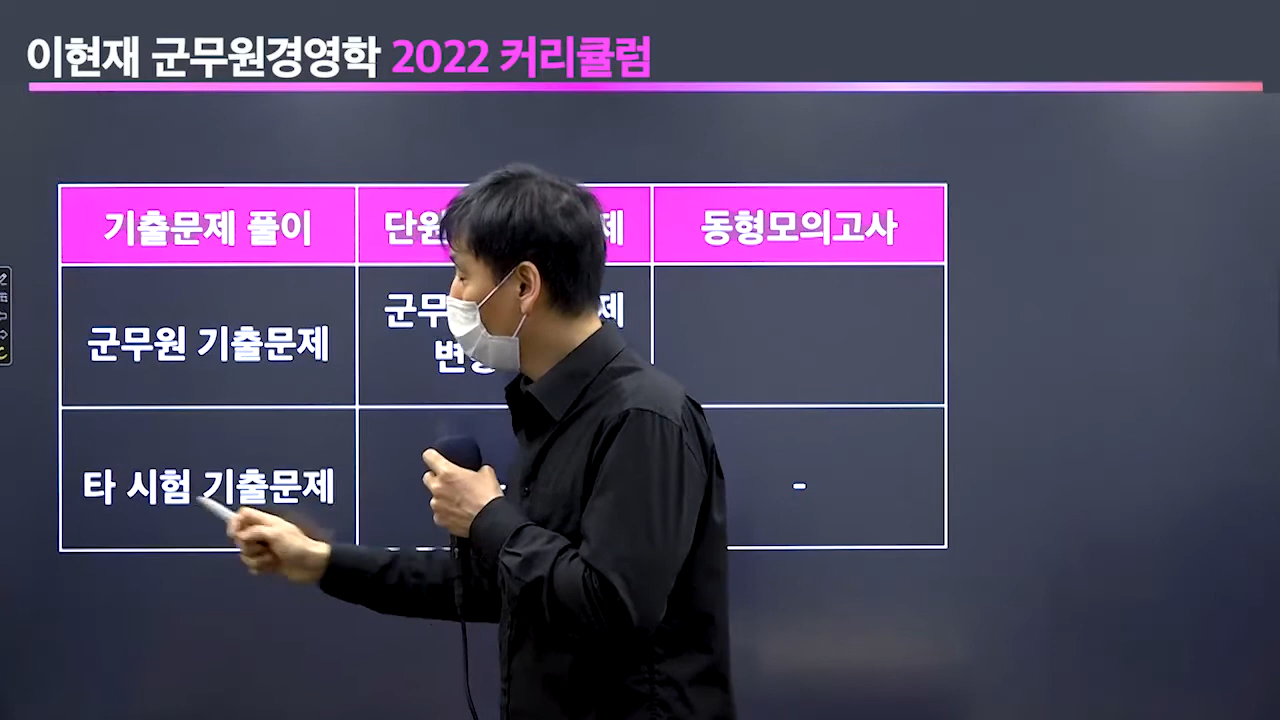 이현재 군무원경영학 2022 커리큘럼
기출문제 풀이
동형모의고사
군무원 기출문제
타 시험 기출문제
-